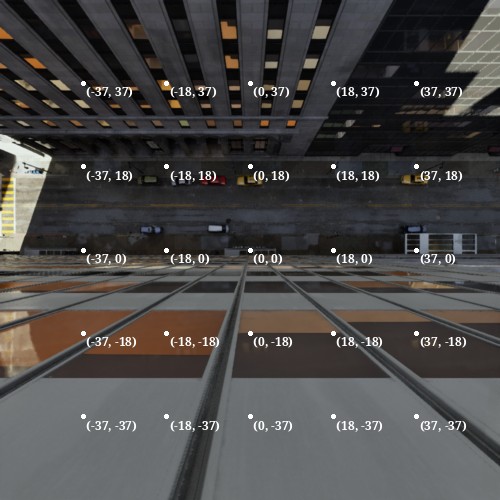 (-37, 37) (-18, 37) (0, 37) (18, 37) (37, 37)
(-37, 18) (-18, 18) (0, 18) (18, 18) (37, 18)
(-37, 0) (-18, 0) (0, 0) (18, 0) (37, 0)
(-37, -18) (-18, -18) (0, -18) (18, -18) (37, -18)
(-37, -37) (-18, -37) (0, -37) (18, -37) (37, -37)